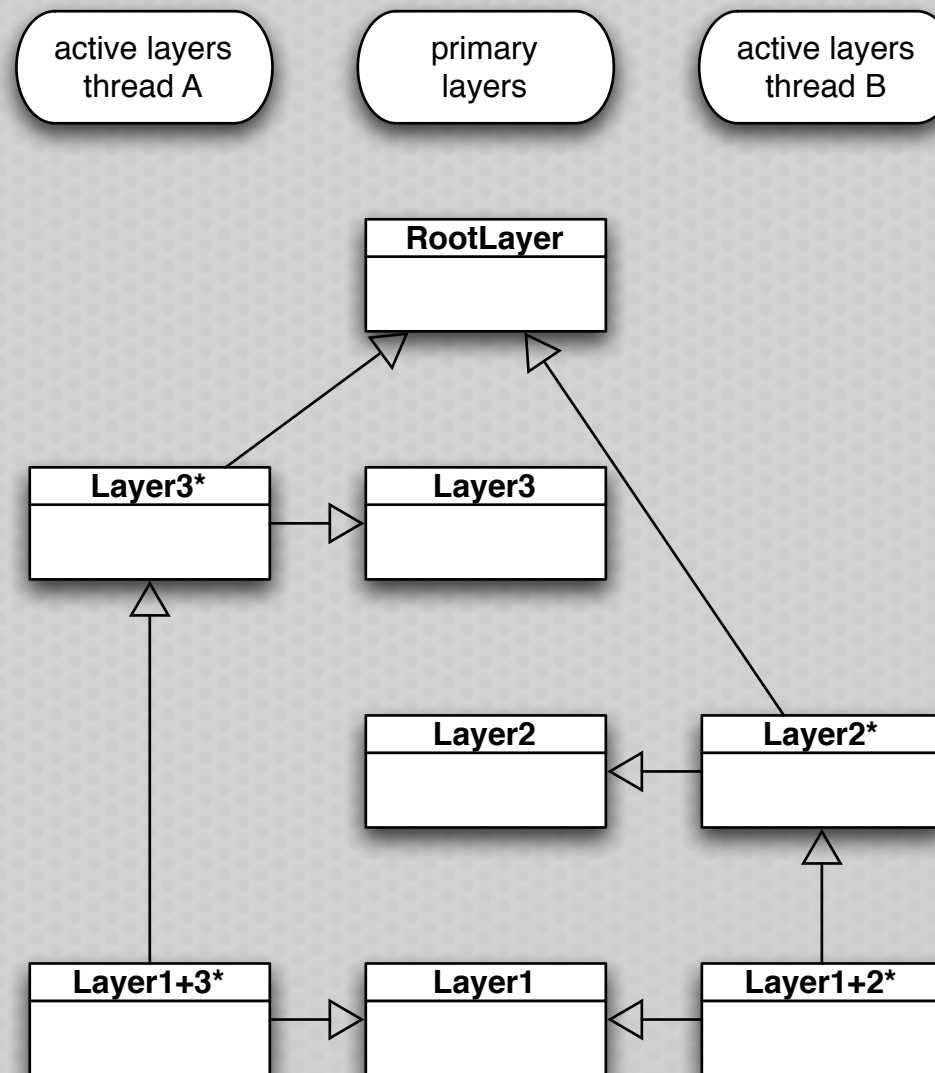 active layers
thread A
primary
layers
active layers
thread B
RootLayer
Layer3*
Layer3
Layer2
Layer2*
Layer1+3*
Layer1
Layer1+2*